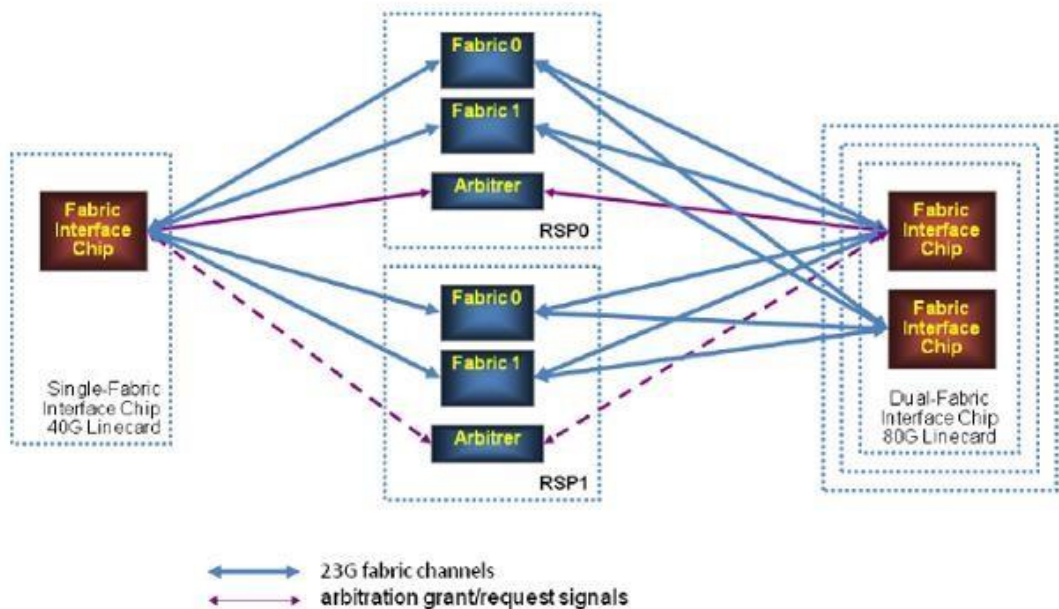 Fabric 0
Fabric 1
Arbitrer
RSP0
Fabric
Interface
Chip
Single-Fabric
Interface Chip
40G Linecard
Fabric 0
Fabric 1
Arbitrer
RSP1
Fabric
Interface
Chip
Fabric
Interface
Chip
Dual-Fabric
Interface Chip
80G Linecard
23G fabric channels
arbitration grant/request signals